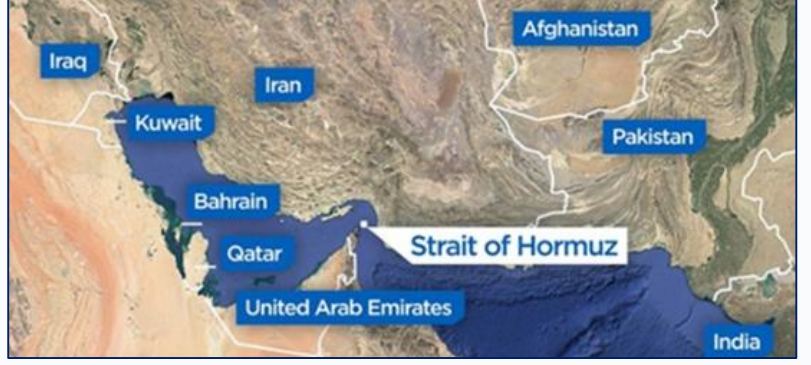 Afghanistan
Iraq
Iran
Kuwait
Pakistan
Bahrain
Strait of Hormuz
Qatar
United Arab Emirates
India